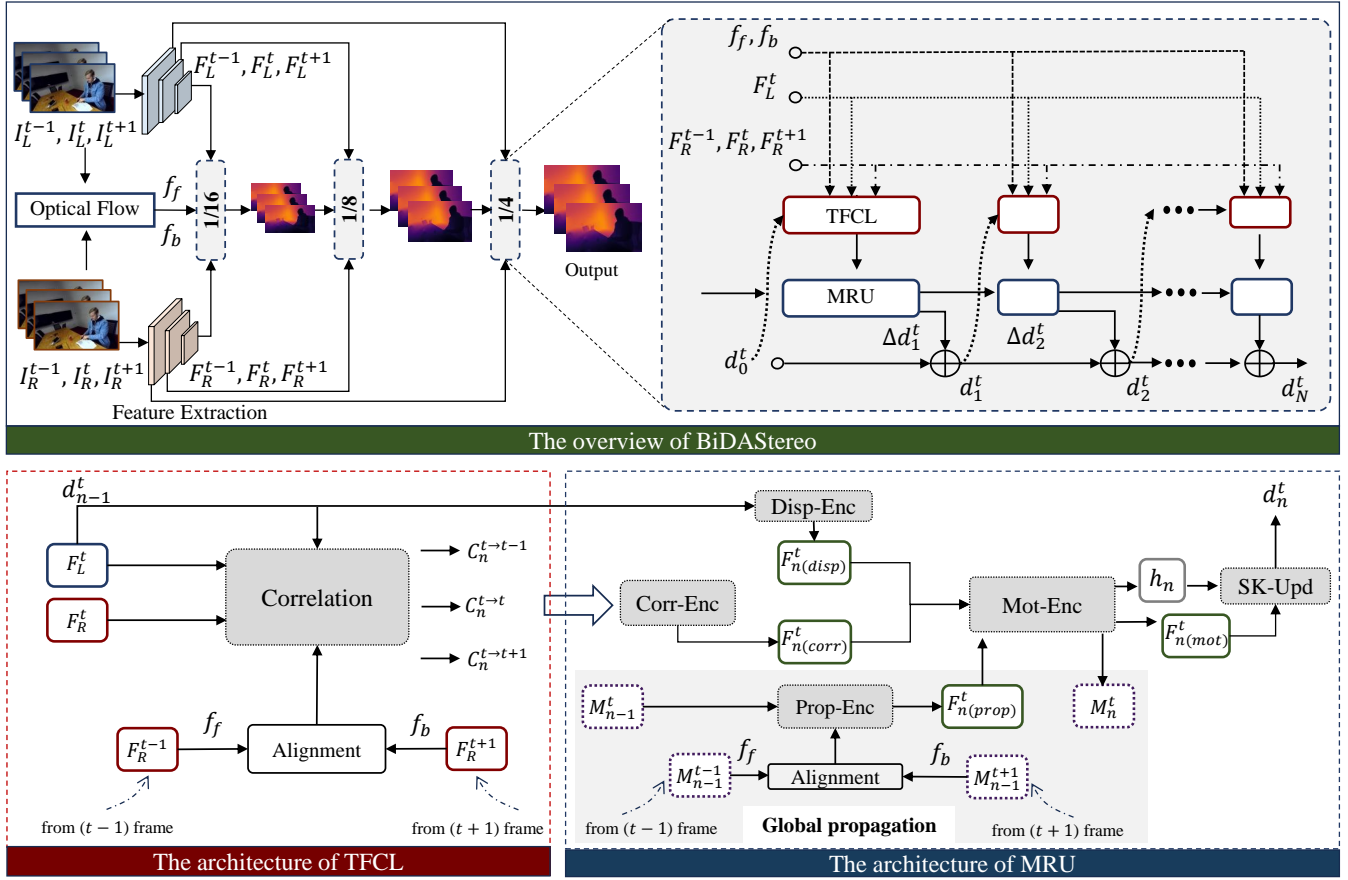 I_L^{t-1}, I_L^t, I_L^{t+1}
F_L^{t-1}, F_L^t, F_L^{t+1}
Optical Flow
f_f
f_b
1/16
1/8
1/4
Output
I_R^{t-1}, I_R^t, I_R^{t+1}
F_R^{t-1}, F_R^t, F_R^{t+1}
Feature Extraction
f_f, f_b
F_L^t
F_R^{t-1}, F_R^t, F_R^{t+1}
TFCL
•••
MRU
•••
Δd_1^t
Δd_2^t
d_0^t
•••
d_1^t
d_2^t
d_N^t
The overview of BiDAStereo
d_{n-1}^t
F_L^t
F_R^t
Correlation
C_n^{t→t-1}
C_n^{t→t}
C_n^{t→t+1}
F_R^{t-1}
f_f
Alignment
f_b
F_R^{t+1}
from (t − 1) frame
from (t + 1) frame
The architecture of TFCL
Disp-Enc
F_{n(disp)}^t
Corr-Enc
F_{n(corr)}^t
Mot-Enc
h_n
SK-Upd
d_n^t
F_{n(mot)}^t
M_{n-1}^t
Prop-Enc
F_{n(prop)}^t
M_n^t
M_{n-1}^{t-1}
f_f
Alignment
f_b
M_{n-1}^{t+1}
from (t − 1) frame
Global propagation
from (t + 1) frame
The architecture of MRU